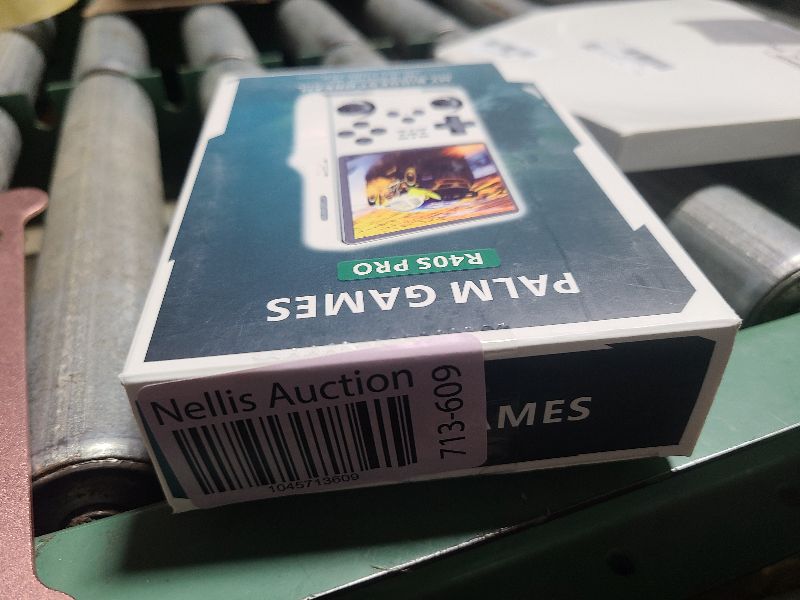 PALM GAMES
R40S PRO
Nellis Auction
1045713609
713-609
AMES